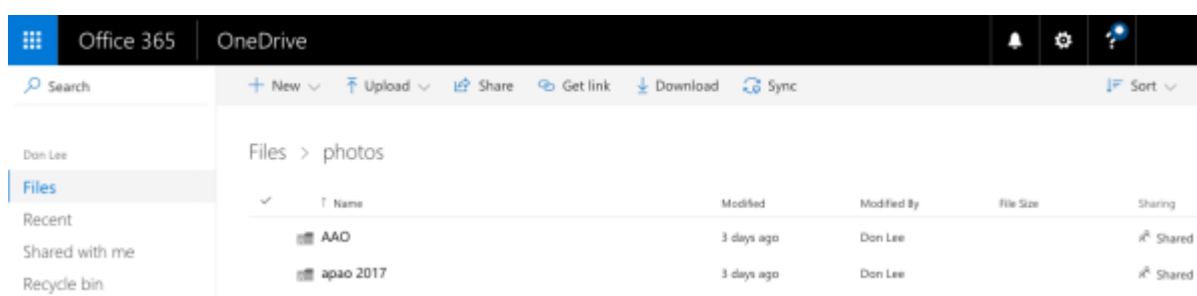 Office 365 OneDrive ?
Search + New Upload Share Get link Download Sync Sort
Don Lee
Files > photos
Files
Name Modified Modified By File Size Sharing
Recent
AAO 3 days ago Don Lee Shared
Shared with me
apao 2017 3 days ago Don Lee Shared
Recycle bin